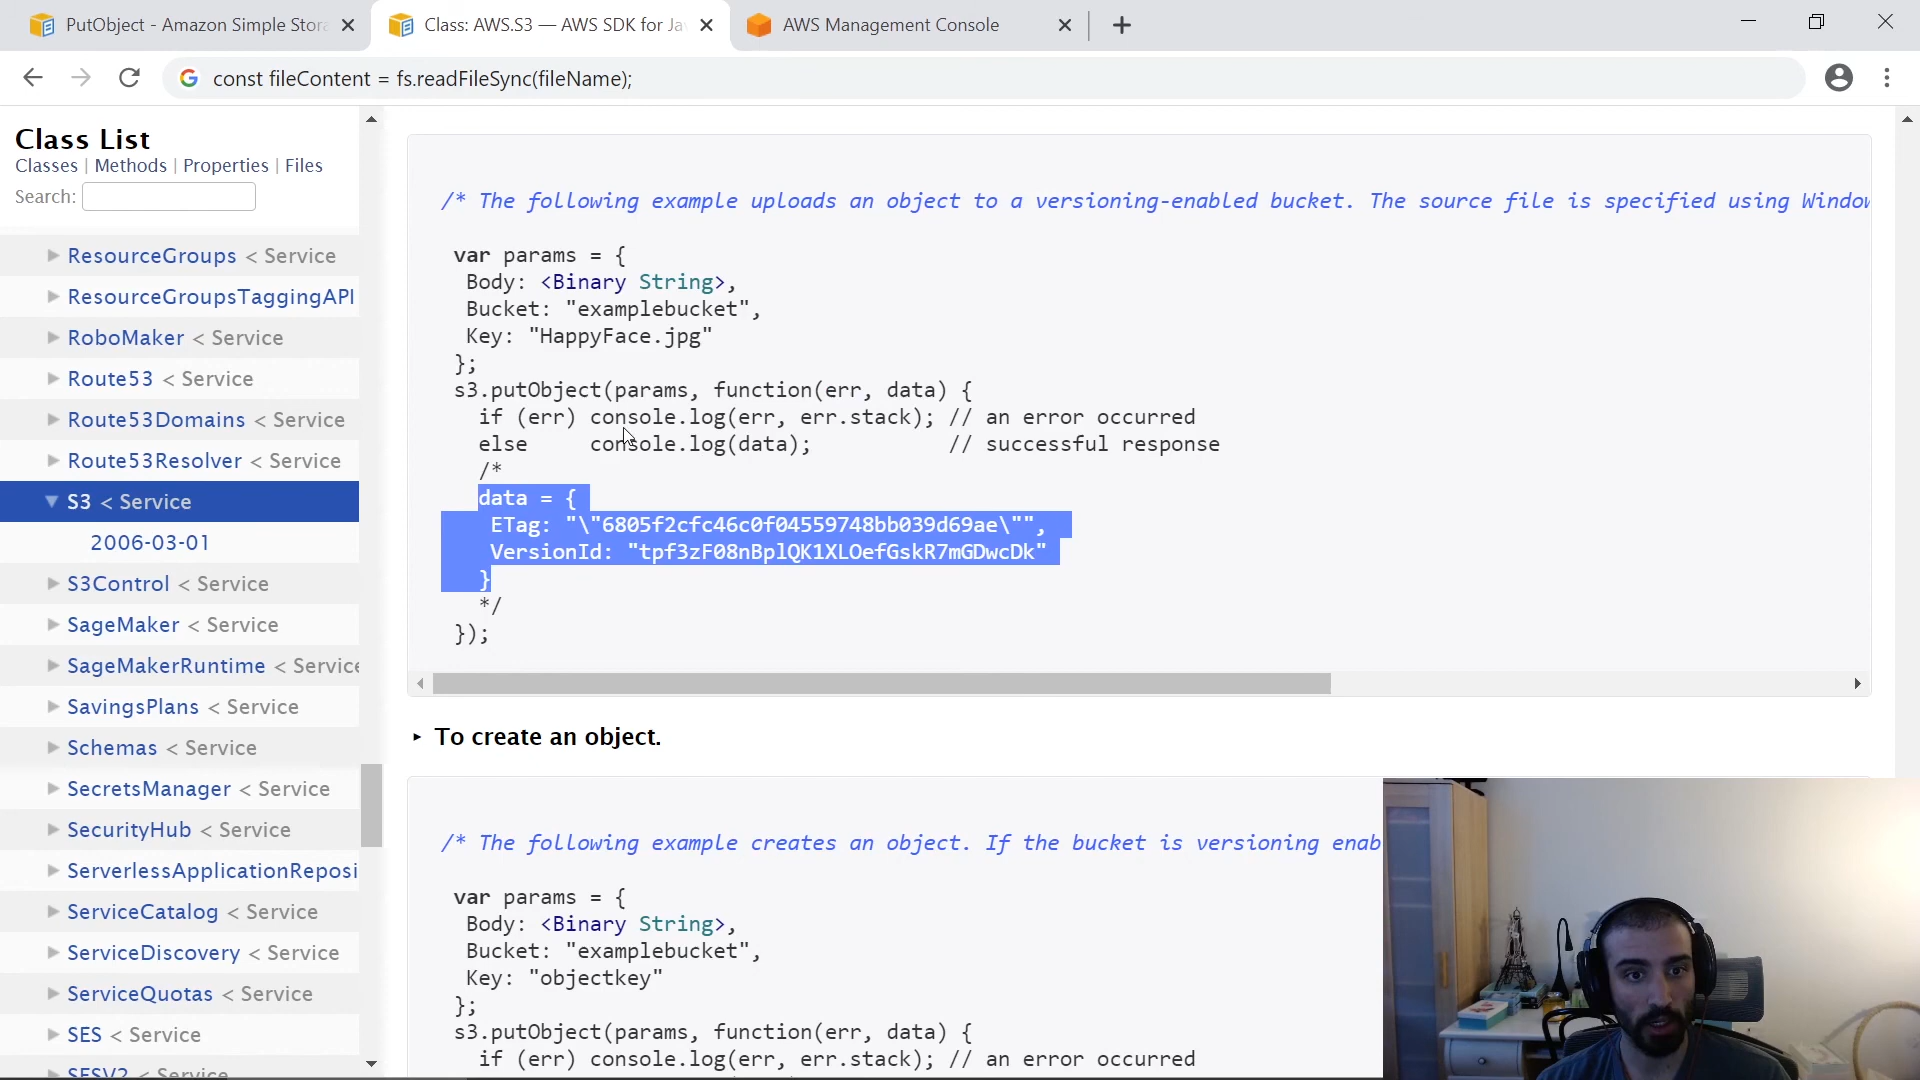 PutObject - Amazon Simple Stora
Class: AWS.S3 — AWS SDK for Ja
AWS Management Console
const fileContent = fs.readFileSync(fileName);
Class List
Classes | Methods | Properties | Files
Search:
ResourceGroups < Service
ResourceGroupsTaggingAPI
RoboMaker < Service
Route53 < Service
Route53Domains < Service
Route53Resolver < Service
S3 < Service
2006-03-01
S3Control < Service
SageMaker < Service
SageMakerRuntime < Service
SavingsPlans < Service
Schemas < Service
SecretsManager < Service
SecurityHub < Service
ServerlessApplicationReposi
ServiceCatalog < Service
ServiceDiscovery < Service
ServiceQuotas < Service
SES < Service
SESV2 < Service
/* The following example uploads an object to a versioning-enabled bucket. The source file is specified using Window
var params = {
Body: <Binary String>,
Bucket: "examplebucket",
Key: "HappyFace.jpg"
};
s3.putObject(params, function(err, data) {
if (err) console.log(err, err.stack); // an error occurred
else     console.log(data);           // successful response
/*
data = {
ETag: "\"6805f2cfc46c0f04559748bb039d69ae\"",
VersionId: "tpf3zF08nBplQK1XLOefGskR7mGDwcDk"
}
*/
});
To create an object.
/* The following example creates an object. If the bucket is versioning enab
var params = {
Body: <Binary String>,
Bucket: "examplebucket",
Key: "objectkey"
};
s3.putObject(params, function(err, data) {
if (err) console.log(err, err.stack); // an error occurred